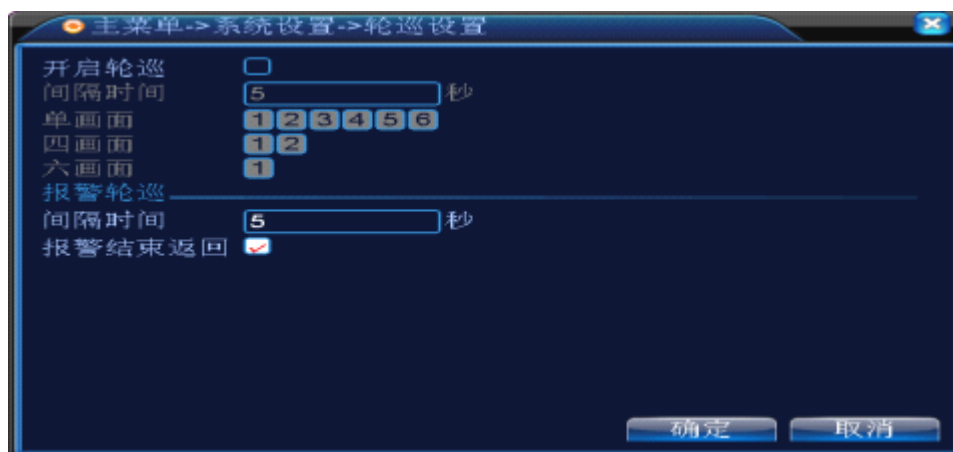 主菜单->系统设置->轮巡设置
开启轮巡
间隔时间 5 秒
单画面 1 2 3 4 5 6
四画面 1 2
六画面 1
报警轮巡
间隔时间 5 秒
报警结束返回
确定 取消